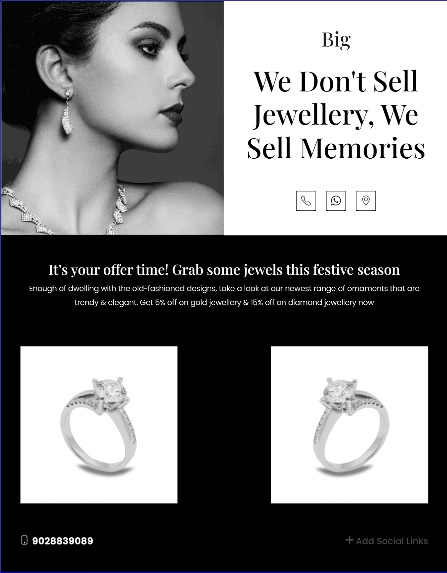 Big
We Don't Sell
Jewellery, We
Sell Memories
It's your offer time! Grab some jewels this festive season
Enough of dwelling with the old-fashioned designs, take a look at our newest range of ornaments that are
trendy & elegant. Get 5% off on gold jewellery & 15% off on diamond jewellery now
9028839089
+ Add Social Links